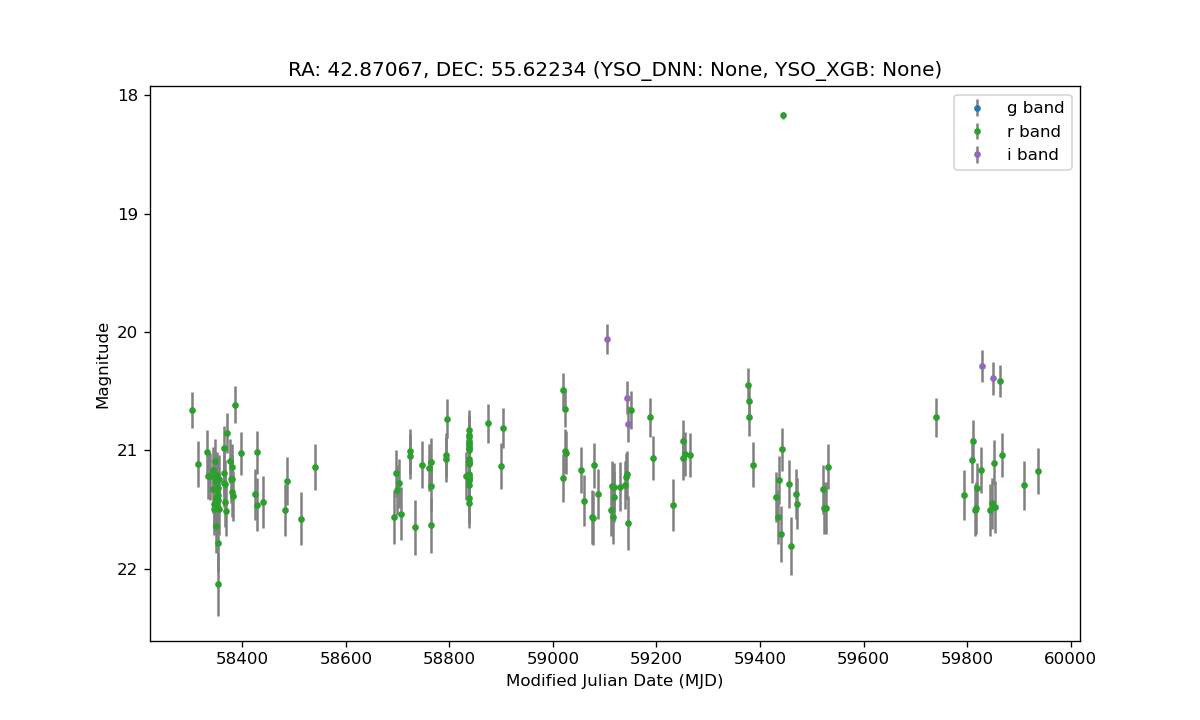 RA: 42.87067, DEC: 55.62234 (YSO_DNN: None, YSO_XGB: None)
g band
r band
i band
18
19
20
21
22
Magnitude
58400 58600 58800 59000 59200 59400 59600 59800 60000
Modified Julian Date (MJD)